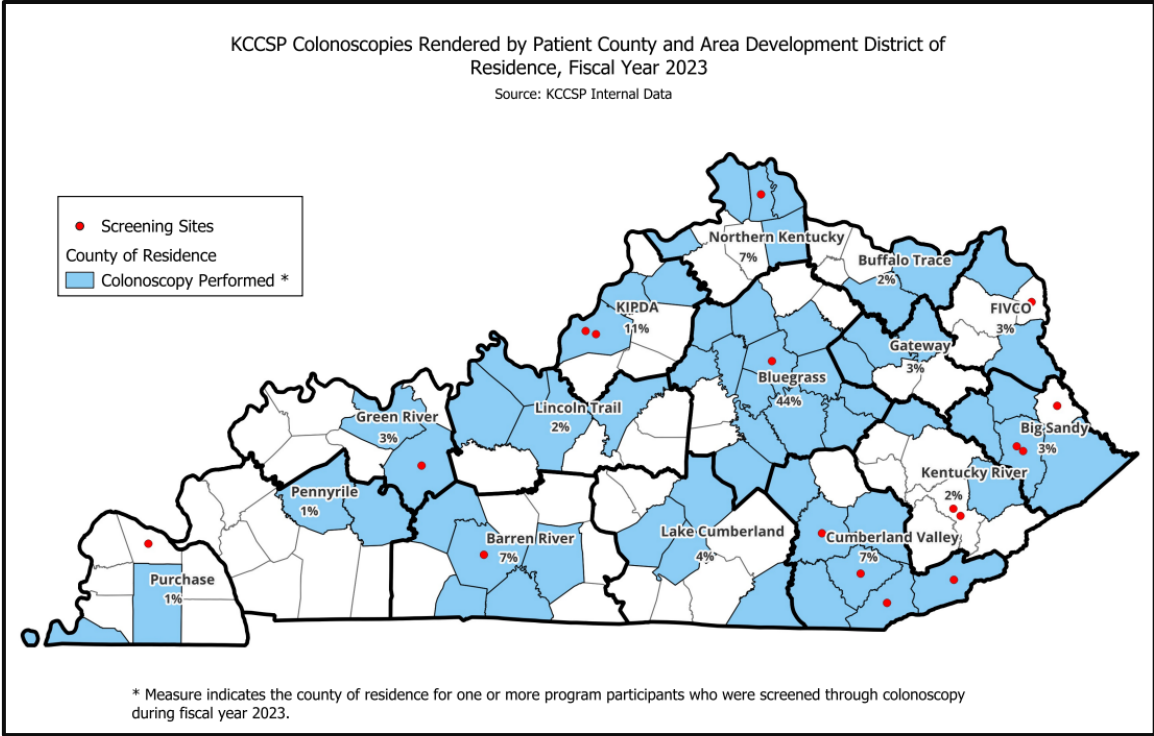 KCCSP Colonoscopies Rendered by Patient County and Area Development District of
Residence, Fiscal Year 2023
Source: KCCSP Internal Data
Screening Sites
County of Residence
Colonoscopy Performed *
Northern Kentucky
7%
Buffalo Trace
2%
KIPDA
11%
FIVCO
3%
Gateway
3%
Bluegrass
44%
Lincoln Trail
2%
Green River
3%
Big Sandy
3%
Kentucky River
2%
Pennyrile
1%
Lake Cumberland
4%
Cumberland Valley
7%
Barren River
7%
Purchase
1%
* Measure indicates the county of residence for one or more program participants who were screened through colonoscopy
during fiscal year 2023.